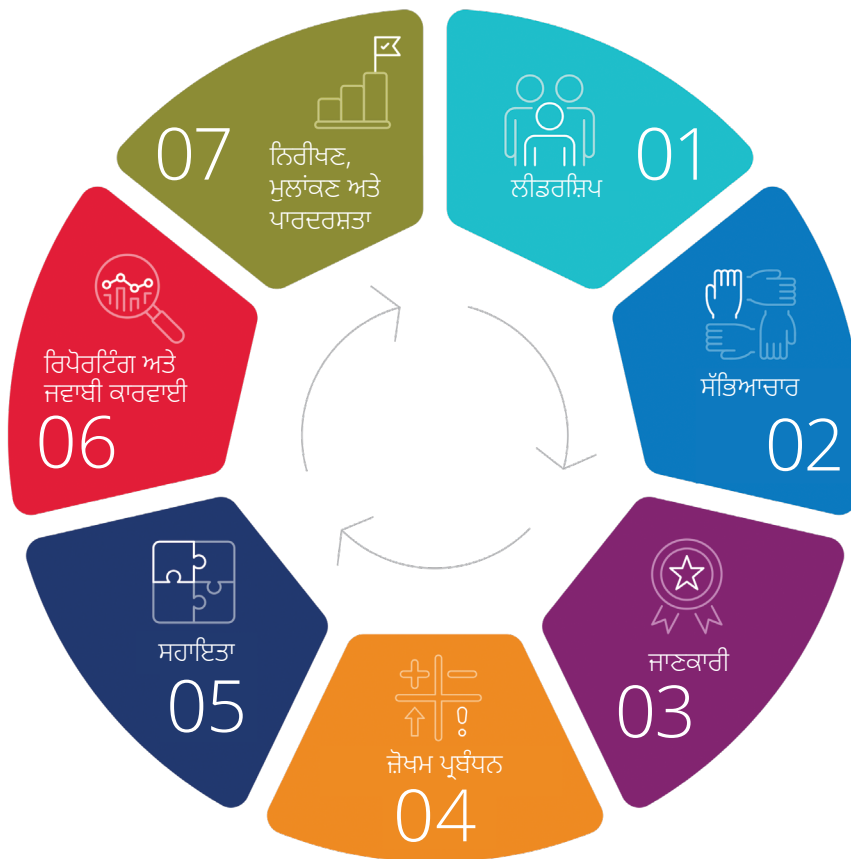 01
ਲੀਡਰਸ਼ਿਪ
ਸੱਭਿਆਚਾਰ
02
ਜਾਣਕਾਰੀ
03
ਜ਼ੋਖਮ ਪ੍ਰਬੰਧਨ
04
ਸਹਾਇਤਾ
05
ਰਿਪੋਰਟਿੰਗ ਅਤੇ
ਜਵਾਬੀ ਕਾਰਵਾਈ
06
07
ਨਿਰੀਖਣ,
ਮੁਲਾਂਕਣ ਅਤੇ
ਪਾਰਦਰਸ਼ਤਾ